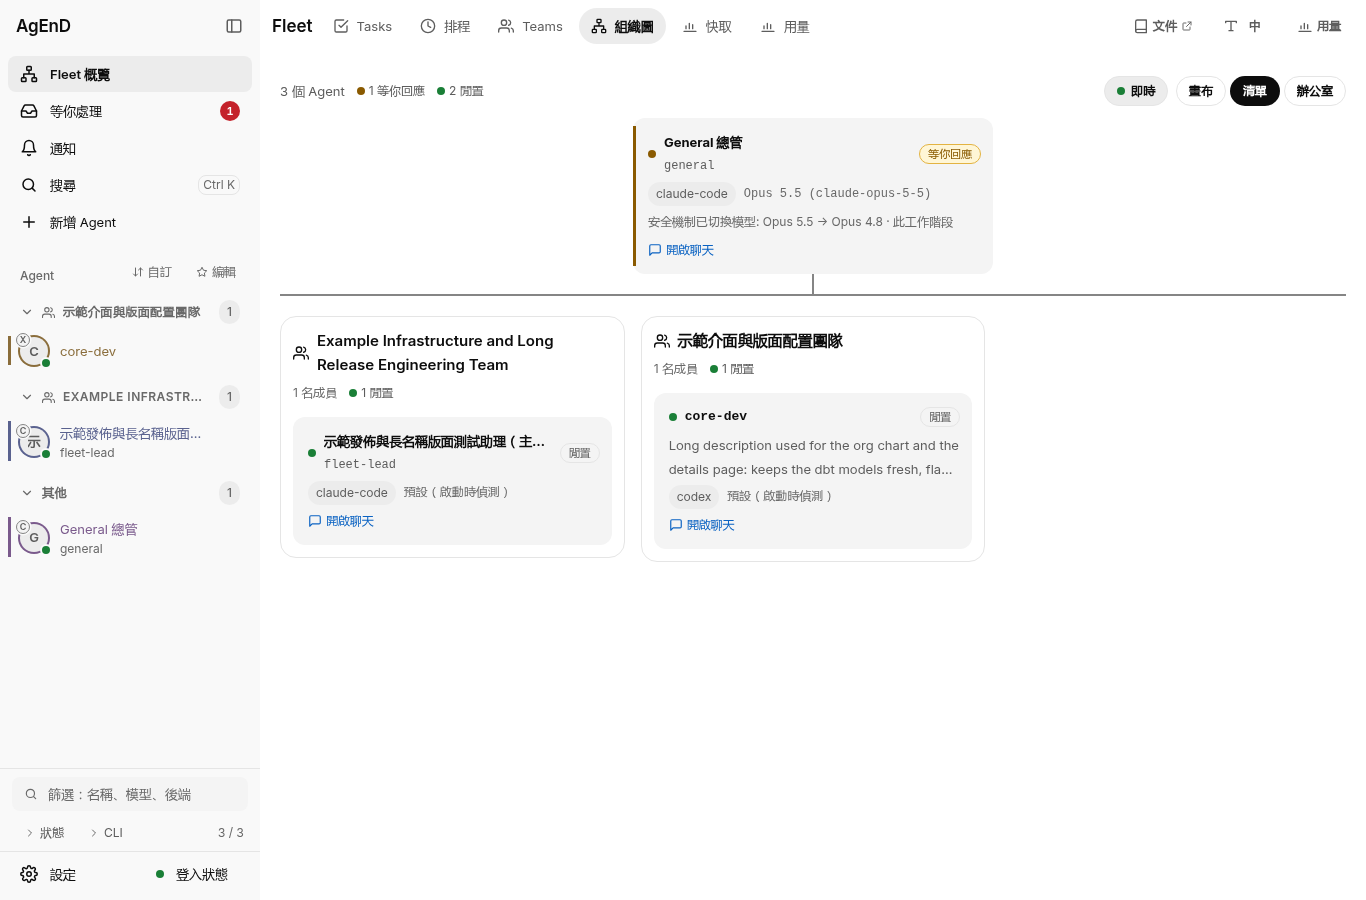 AgEnD
Fleet 概覽
等你處理 1
通知
搜尋 Ctrl K
新增 Agent
Agent 自訂 編輯
示範介面與版面配置團隊 1
X C core-dev
EXAMPLE INFRASTR... 1
C 示 示範發佈與長名稱版面...
fleet-lead
其他 1
C G General 總管
general
篩選：名稱、模型、後端
狀態 CLI 3 / 3
設定 登入狀態
Fleet Tasks 排程 Teams 組織圖 快取 用量 文件 中 用量
3 個 Agent 1 等你回應 2 閒置 即時 畫布 清單 辦公室
General 總管
general
等你回應
claude-code Opus 5.5 (claude-opus-5-5)
安全機制已切換模型: Opus 5.5 → Opus 4.8 · 此工作階段
開啟聊天
Example Infrastructure and Long
Release Engineering Team
1 名成員 1 閒置
示範發佈與長名稱版面測試助理（主...
fleet-lead
閒置
claude-code 預設（啟動時偵測）
開啟聊天
示範介面與版面配置團隊
1 名成員 1 閒置
core-dev 閒置
Long description used for the org chart and the
details page: keeps the dbt models fresh, fla...
codex 預設（啟動時偵測）
開啟聊天